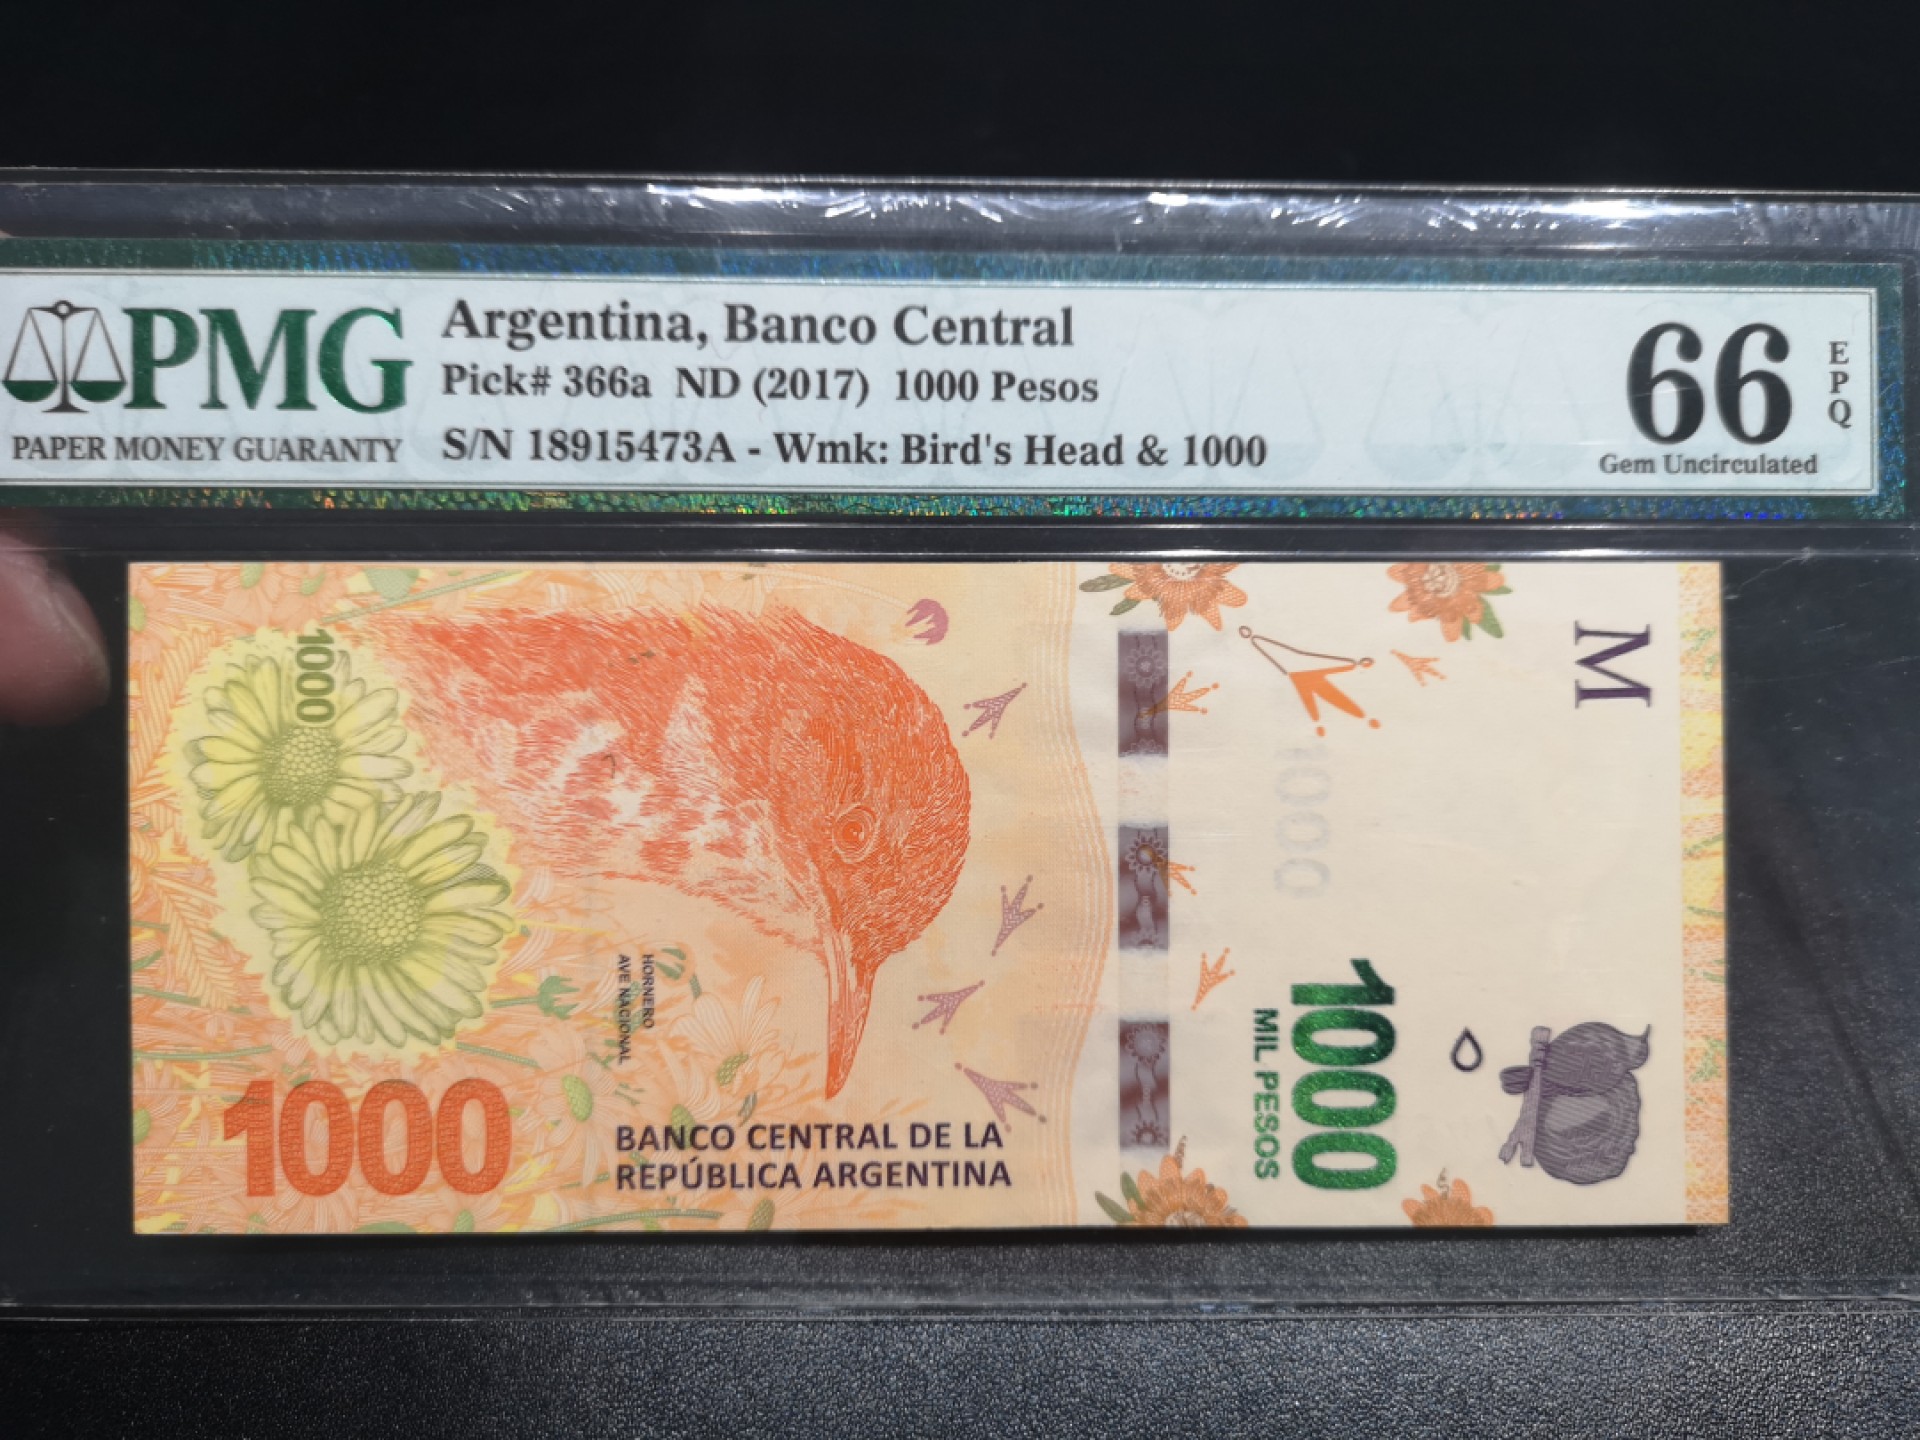 PMG
PAPER MONEY GUARANTY
Argentina, Banco Central
Pick# 366a ND (2017) 1000 Pesos
S/N 18915473A - Wmk: Bird's Head & 1000
66
EPQ
Gem Uncirculated
1000
M
1000
HORNERO
AVE NACIONAL
1000
BANCO CENTRAL DE LA
REPÚBLICA ARGENTINA
1000
MIL PESOS